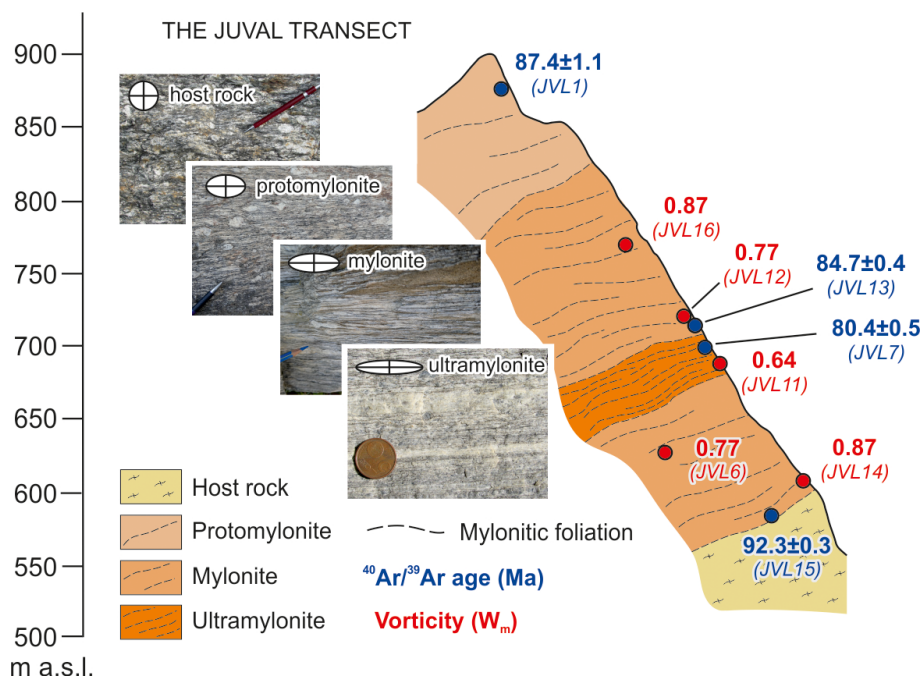 THE JUVAL TRANSECT
900
850
800
750
700
650
600
550
500
m a.s.l.
host rock
protomylonite
mylonite
ultramylonite
87.4±1.1
(JVL1)
0.87
(JVL16)
0.77
(JVL12)
84.7±0.4
(JVL13)
80.4±0.5
(JVL7)
0.64
(JVL11)
0.77
(JVL6)
0.87
(JVL14)
92.3±0.3
(JVL15)
Host rock
Protomylonite
Mylonite
Ultramylonite
Mylonitic foliation
⁴⁰Ar/³⁹Ar age (Ma)
Vorticity (Wₘ)